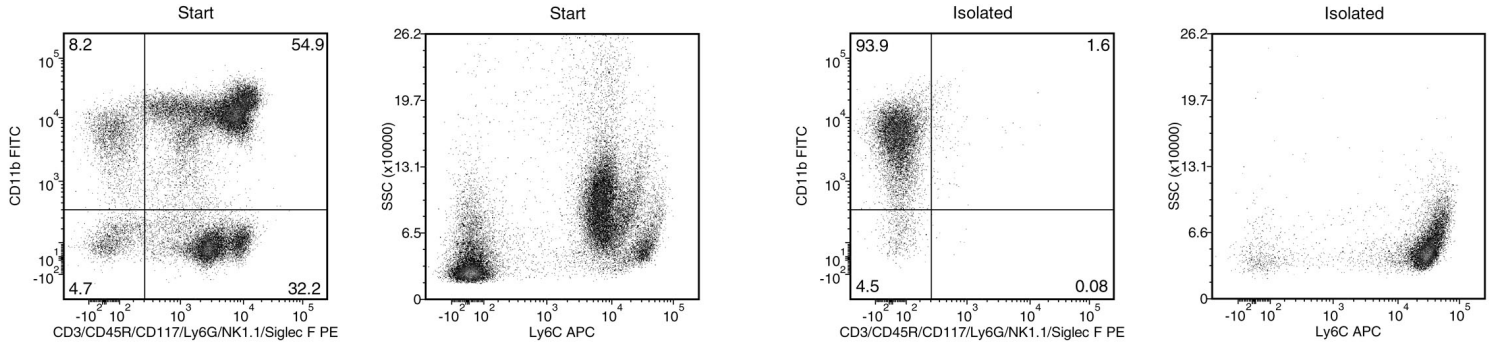 Start
8.2
54.9
4.7
32.2
CD11b FITC
10^5
10^4
10^3
10^1
-10^2
-10^2 10^2 10^3 10^4 10^5
CD3/CD45R/CD117/Ly6G/NK1.1/Siglec F PE
Start
SSC (x10000)
26.2
19.7
13.1
6.5
0
-10^2 10^2 10^3 10^4 10^5
Ly6C APC
Isolated
93.9
1.6
4.5
0.08
CD11b FITC
10^5
10^4
10^3
10^1
-10^2
-10^2 10^2 10^3 10^4 10^5
CD3/CD45R/CD117/Ly6G/NK1.1/Siglec F PE
Isolated
SSC (x10000)
26.2
19.7
13.1
6.6
0
-10^2 10^2 10^3 10^4 10^5
Ly6C APC